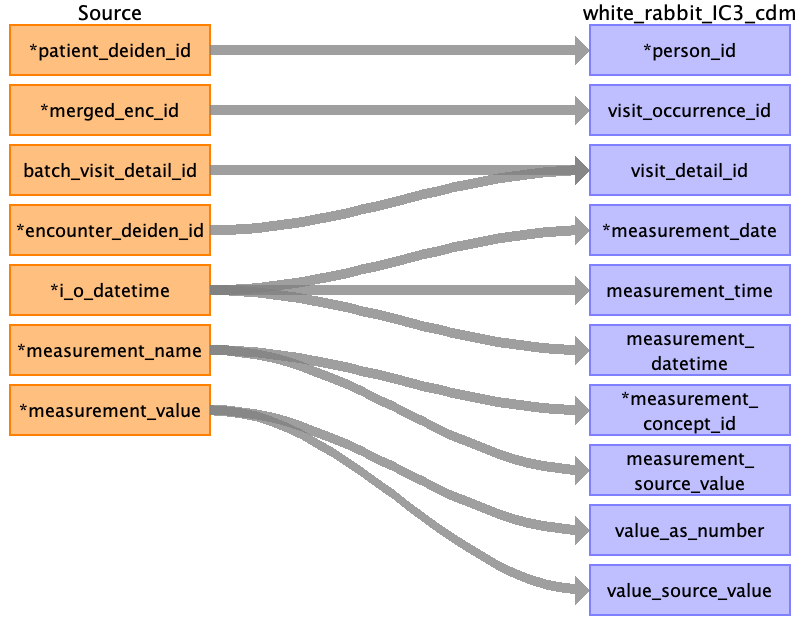 Source
white_rabbit_IC3_cdm
*patient_deiden_id
*person_id
*merged_enc_id
visit_occurrence_id
batch_visit_detail_id
visit_detail_id
*encounter_deiden_id
*measurement_date
*i_o_datetime
measurement_time
*measurement_name
measurement_
datetime
*measurement_value
*measurement_
concept_id
measurement_
source_value
value_as_number
value_source_value